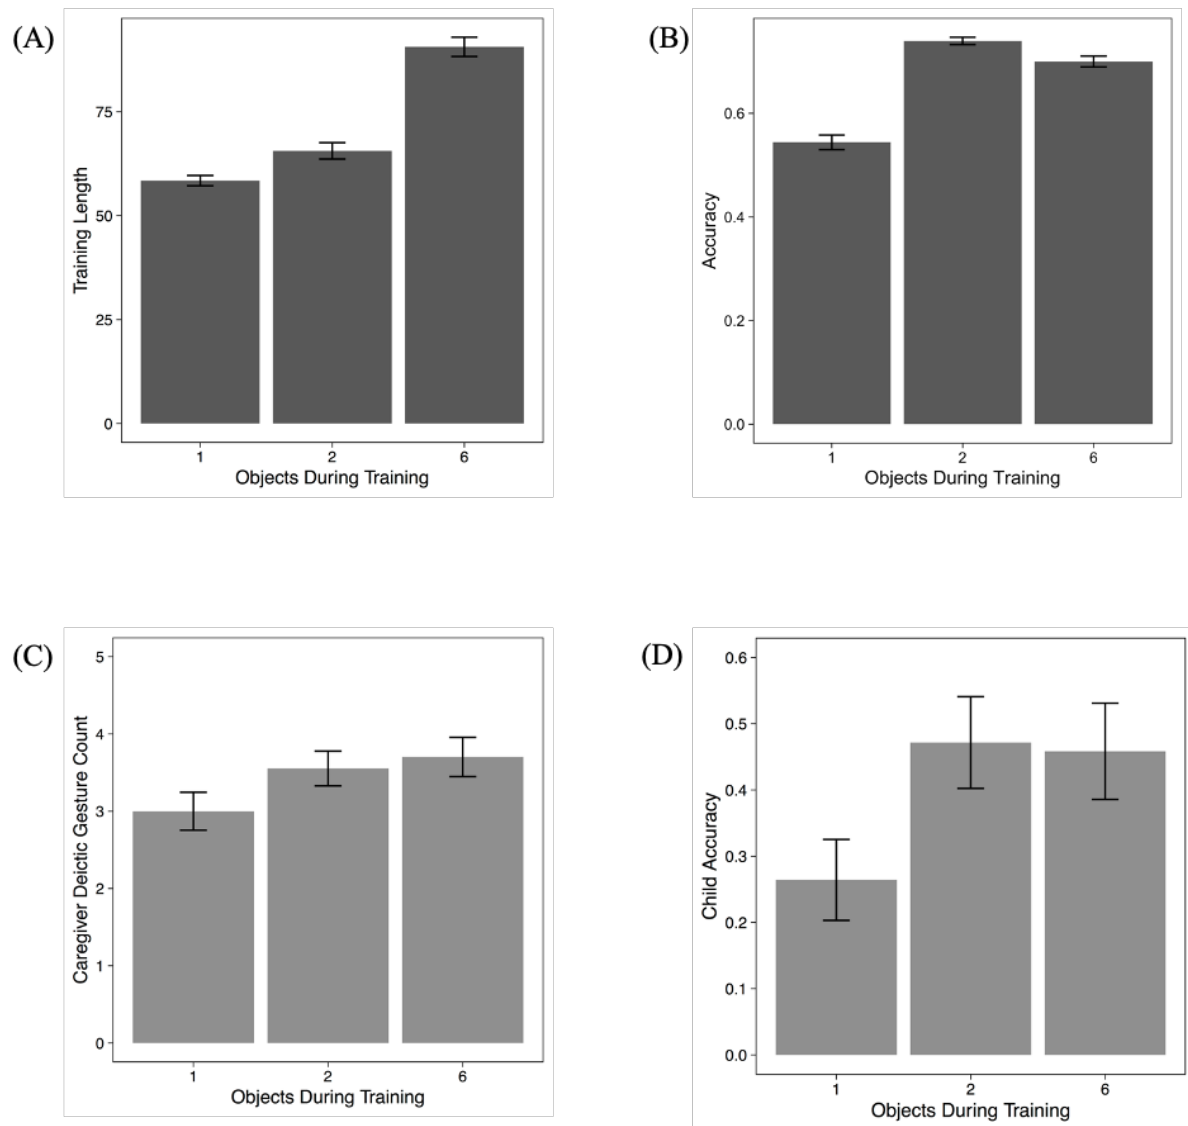 (A)
Training Length
75
50
25
0
1 2 6
Objects During Training
(B)
Accuracy
0.6
0.4
0.2
0.0
1 2 6
Objects During Training
(C)
Caregiver Deictic Gesture Count
5
4
3
2
1
0
1 2 6
Objects During Training
(D)
Child Accuracy
0.6
0.5
0.4
0.3
0.2
0.1
0.0
1 2 6
Objects During Training